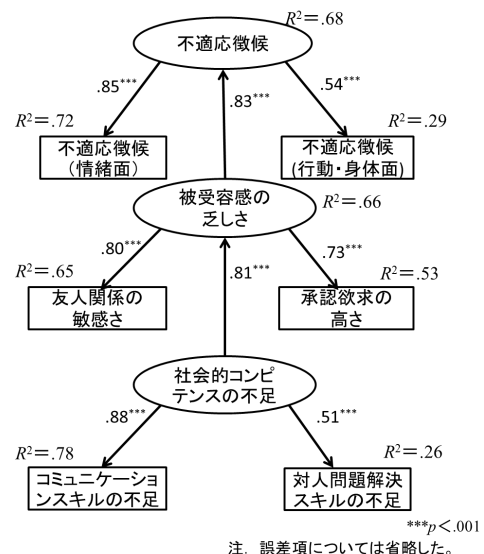 R²=.68
不適応徴候
.85***
.83***
.54***
R²=.72
R²=.29
不適応徴候
（情緒面）
不適応徴候
(行動・身体面)
被受容感の
乏しさ
R²=.66
.80***
.81***
.73***
R²=.65
R²=.53
友人関係の
敏感さ
承認欲求の
高さ
社会的コンピ
テンスの不足
.88***
.51***
R²=.78
R²=.26
コミュニケーショ
ンスキルの不足
対人問題解決
スキルの不足
***p<.001
注．誤差項については省略した。